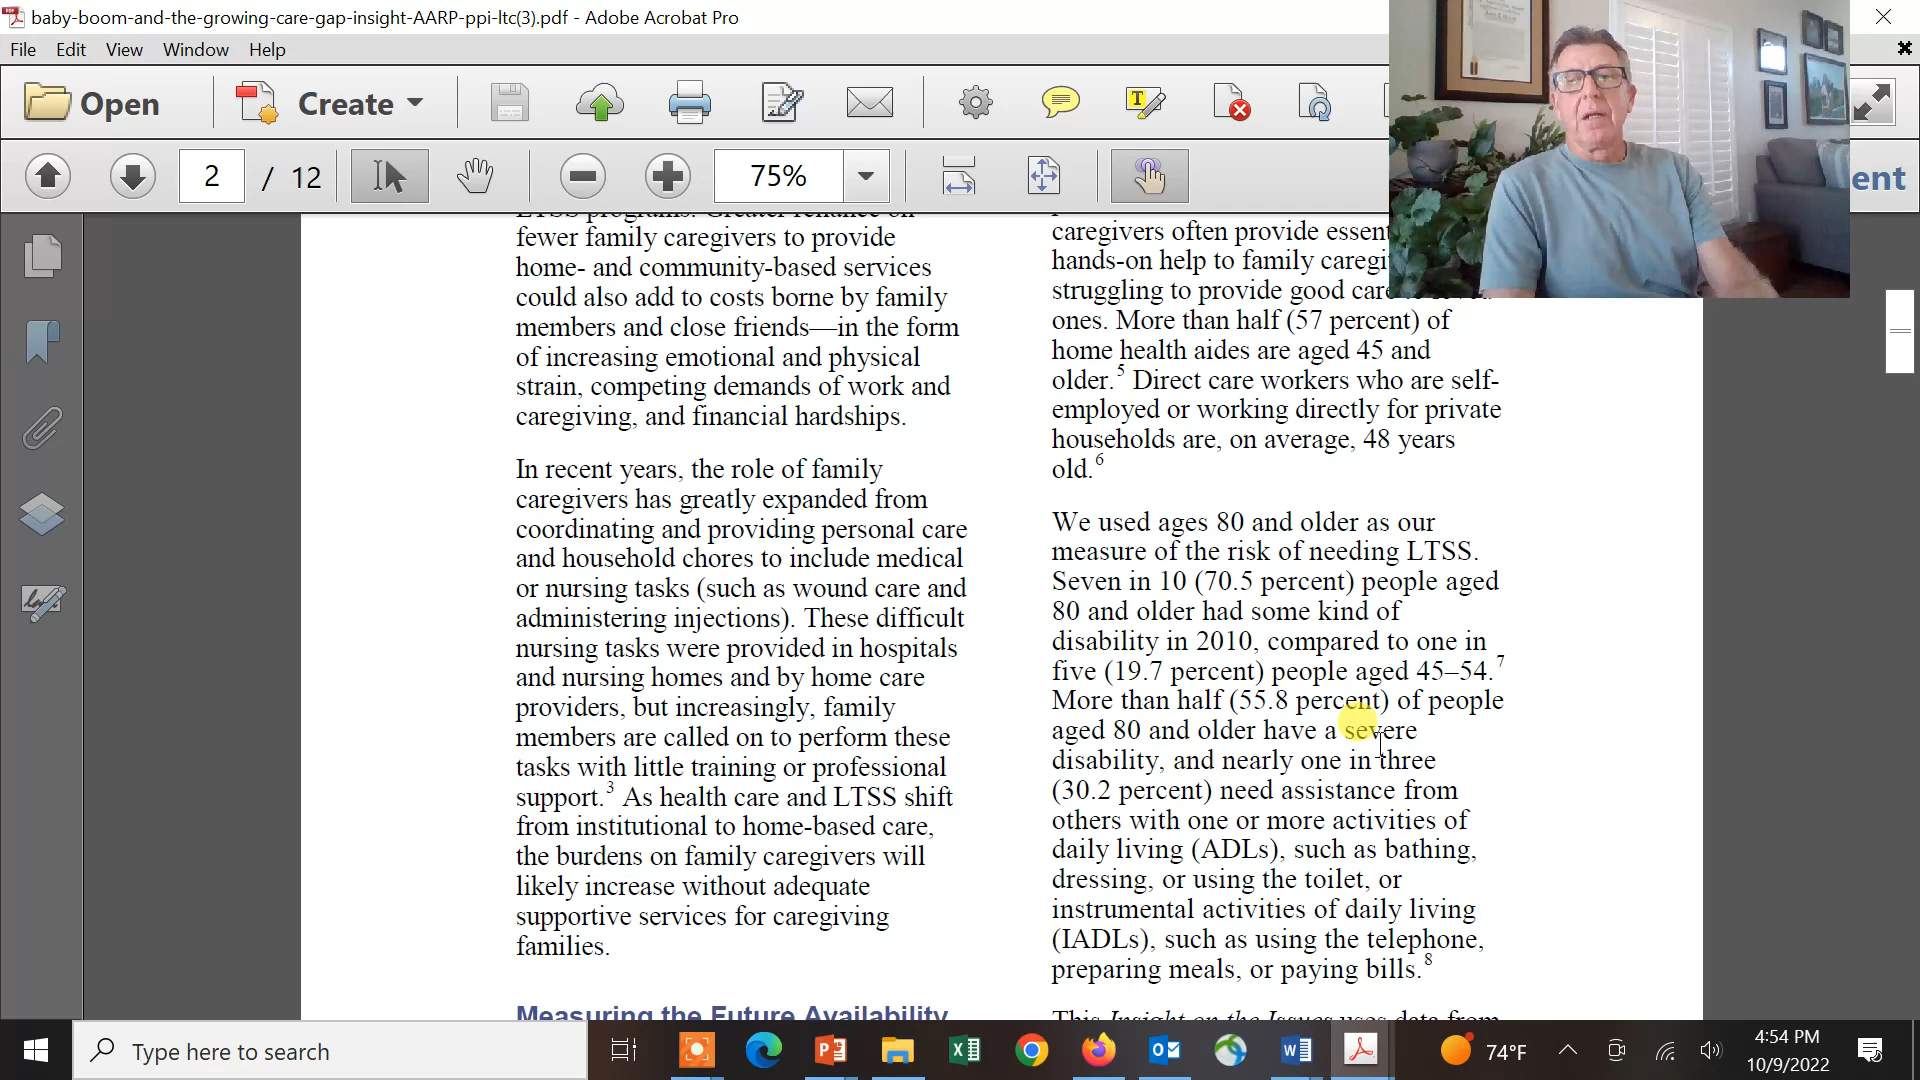 baby-boom-and-the-growing-care-gap-insight-AARP-ppi-ltc(3).pdf - Adobe Acrobat Pro
File Edit View Window Help
Open Create
2 / 12 75%
ent
LTSS programs. Greater reliance on
fewer family caregivers to provide
home- and community-based services
could also add to costs borne by family
members and close friends—in the form
of increasing emotional and physical
strain, competing demands of work and
caregiving, and financial hardships.
In recent years, the role of family
caregivers has greatly expanded from
coordinating and providing personal care
and household chores to include medical
or nursing tasks (such as wound care and
administering injections). These difficult
nursing tasks were provided in hospitals
and nursing homes and by home care
providers, but increasingly, family
members are called on to perform these
tasks with little training or professional
support.3 As health care and LTSS shift
from institutional to home-based care,
the burdens on family caregivers will
likely increase without adequate
supportive services for caregiving
families.
Measuring the Future Availability
caregivers often provide essent
hands-on help to family caregi
struggling to provide good care
ones. More than half (57 percent) of
home health aides are aged 45 and
older.5 Direct care workers who are self-
employed or working directly for private
households are, on average, 48 years
old.6
We used ages 80 and older as our
measure of the risk of needing LTSS.
Seven in 10 (70.5 percent) people aged
80 and older had some kind of
disability in 2010, compared to one in
five (19.7 percent) people aged 45–54.7
More than half (55.8 percent) of people
aged 80 and older have a severe
disability, and nearly one in three
(30.2 percent) need assistance from
others with one or more activities of
daily living (ADLs), such as bathing,
dressing, or using the toilet, or
instrumental activities of daily living
(IADLs), such as using the telephone,
preparing meals, or paying bills.8
This Insight on the Issues uses data from
Type here to search
74°F
4:54 PM
10/9/2022